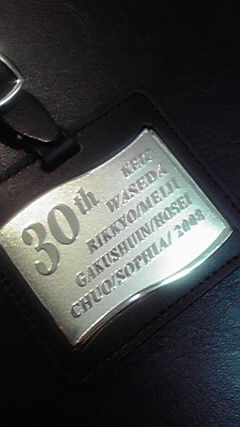 30th
KEIO
WASEDA
RIKKYO/MEIJI
GAKUSHUIN/HOSEI
CHUO/SOPHIA/ 2008